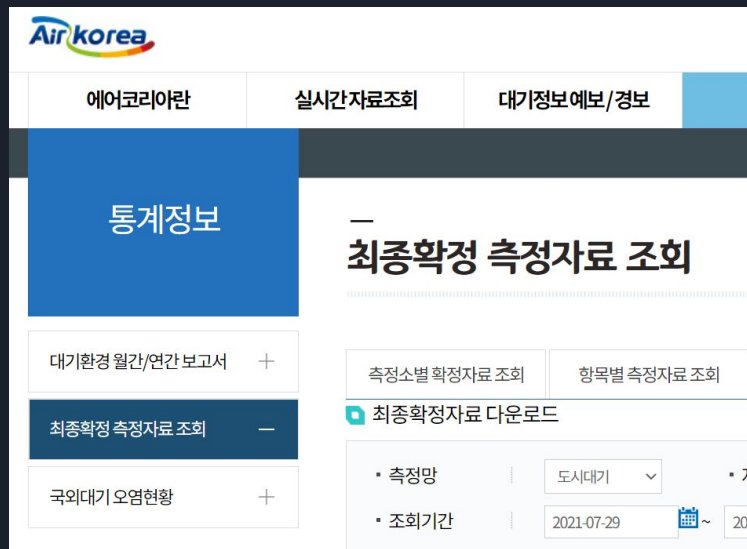 Airkorea
에어코리아란 실시간 자료조회 대기정보 예보 / 경보
통계정보
최종확정 측정자료 조회
대기환경 월간/연간 보고서
최종확정 측정자료 조회
국외대기 오염현황
측정소별 확정자료 조회 항목별 측정자료 조회
최종확정자료 다운로드
측정망 도시대기
조회기간 2021-07-29 ~ 20